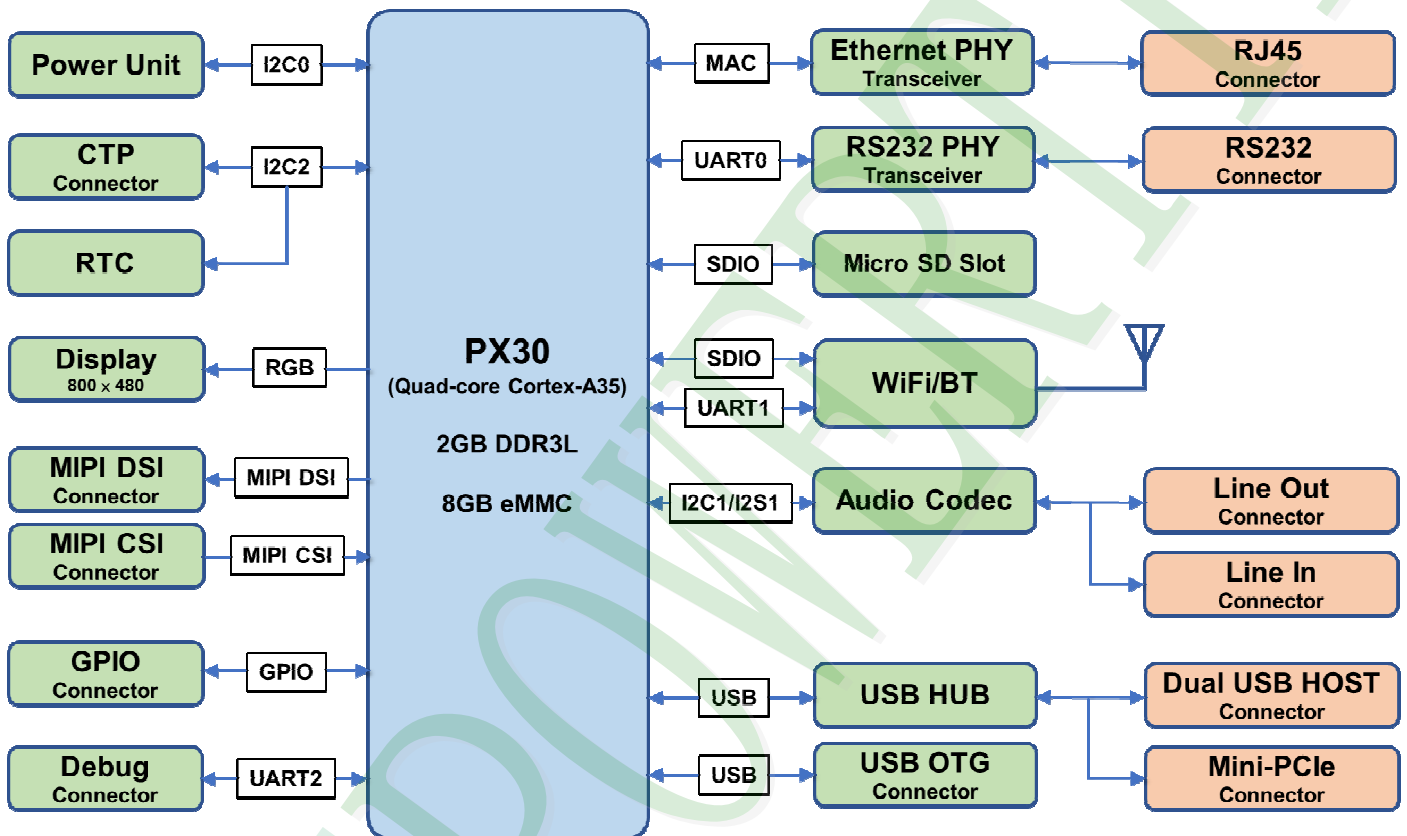 Power Unit
I2C0
CTP
Connector
I2C2
RTC
Display
800 x 480
RGB
MIPI DSI
Connector
MIPI DSI
MIPI CSI
Connector
MIPI CSI
GPIO
Connector
GPIO
Debug
Connector
UART2
PX30
(Quad-core Cortex-A35)
2GB DDR3L
8GB eMMC
MAC
Ethernet PHY
Transceiver
RJ45
Connector
UART0
RS232 PHY
Transceiver
RS232
Connector
SDIO
Micro SD Slot
SDIO
UART1
WiFi/BT
I2C1/I2S1
Audio Codec
Line Out
Connector
Line In
Connector
USB
USB HUB
Dual USB HOST
Connector
USB
USB OTG
Connector
Mini-PCIe
Connector